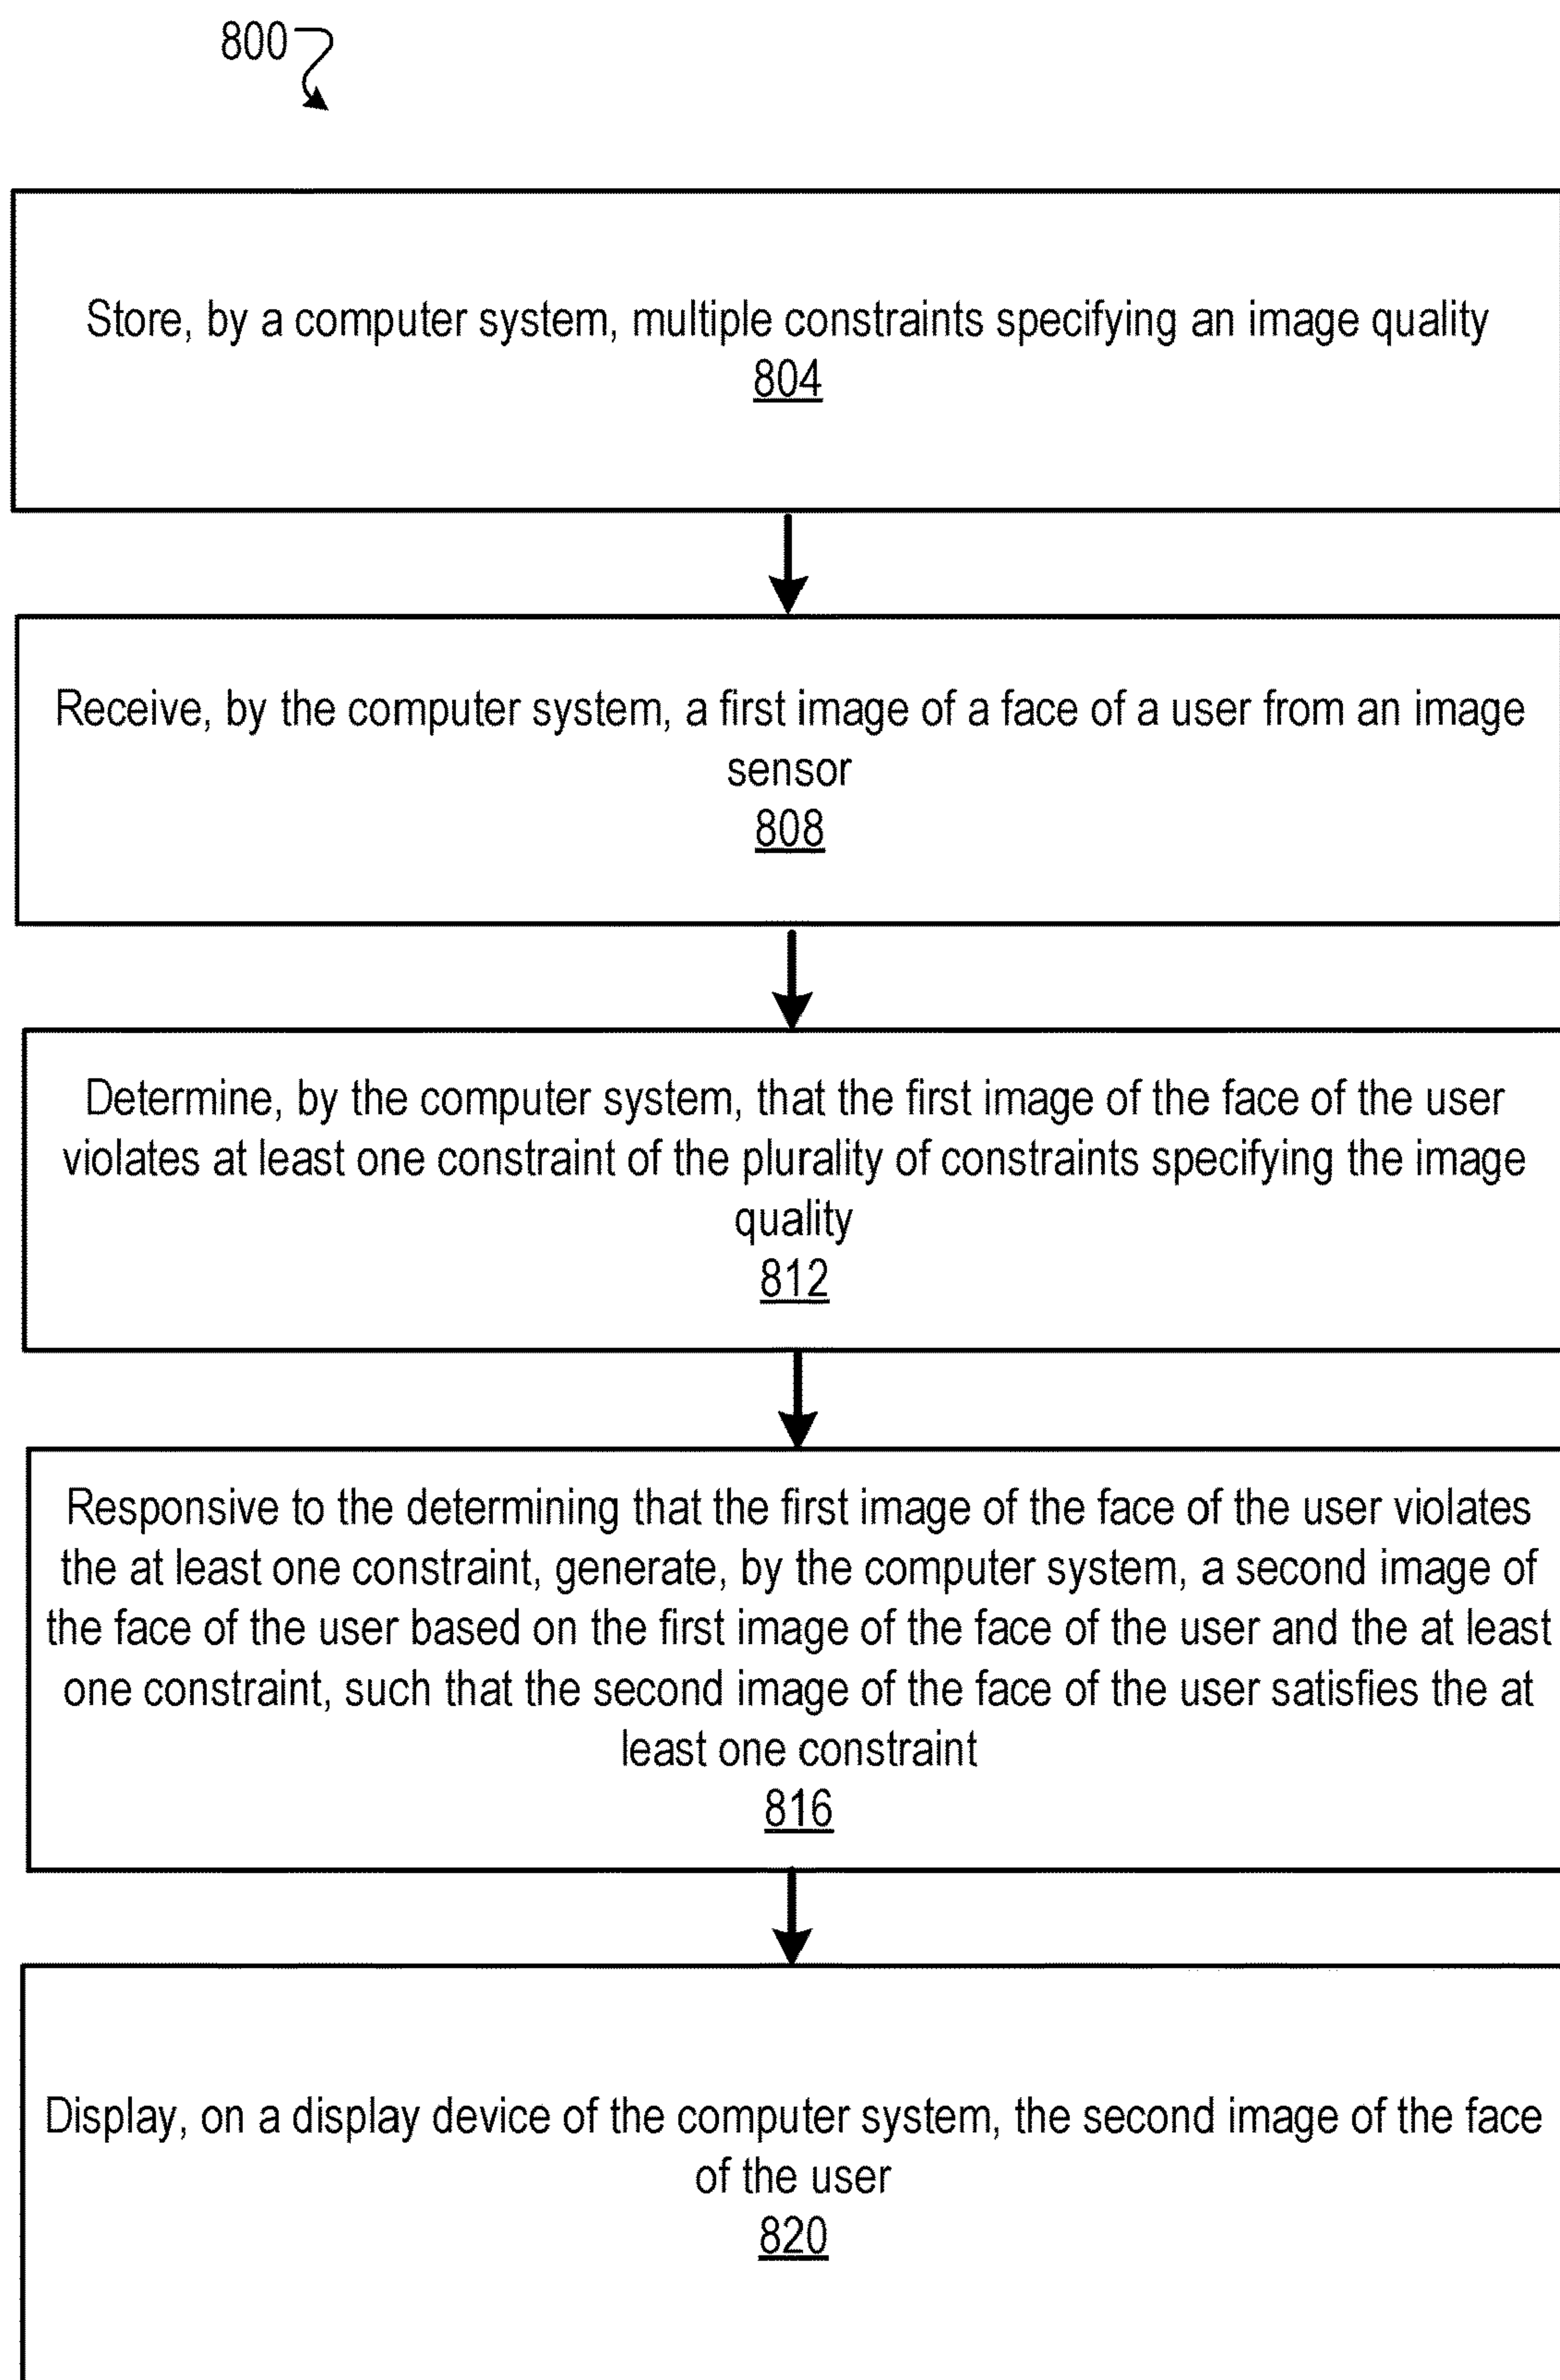 800
Store, by a computer system, multiple constraints specifying an image quality
804
Receive, by the computer system, a first image of a face of a user from an image
sensor
808
Determine, by the computer system, that the first image of the face of the user
violates at least one constraint of the plurality of constraints specifying the image
quality
812
Responsive to the determining that the first image of the face of the user violates
the at least one constraint, generate, by the computer system, a second image of
the face of the user based on the first image of the face of the user and the at least
one constraint, such that the second image of the face of the user satisfies the at
least one constraint
816
Display, on a display device of the computer system, the second image of the face
of the user
820